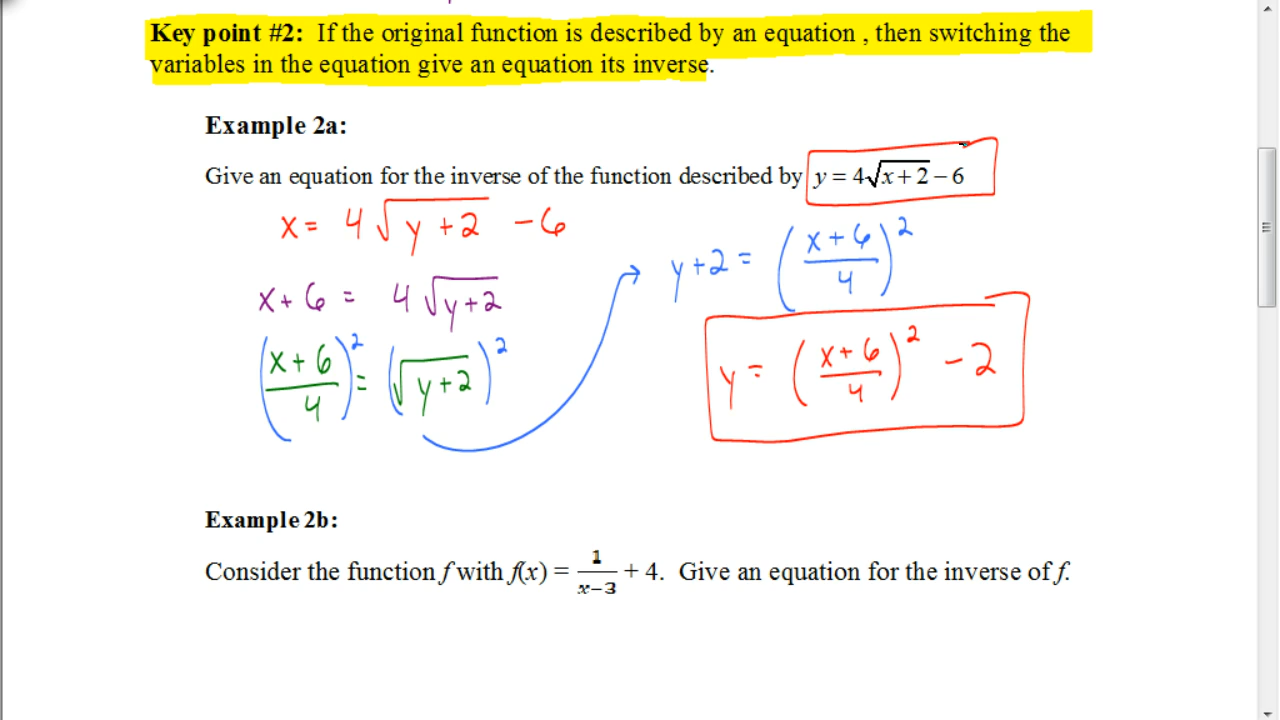 Key point #2: If the original function is described by an equation , then switching the
variables in the equation give an equation its inverse.
Example 2a:
Give an equation for the inverse of the function described by y = 4√(x+2) − 6
x = 4√(y+2) − 6
x + 6 = 4√(y+2)
((x+6)/4)² = (√(y+2))²
y+2 = ((x+6)/4)²
y = ((x+6)/4)² − 2
Example 2b:
Consider the function f with f(x) = 1/(x−3) + 4. Give an equation for the inverse of f.